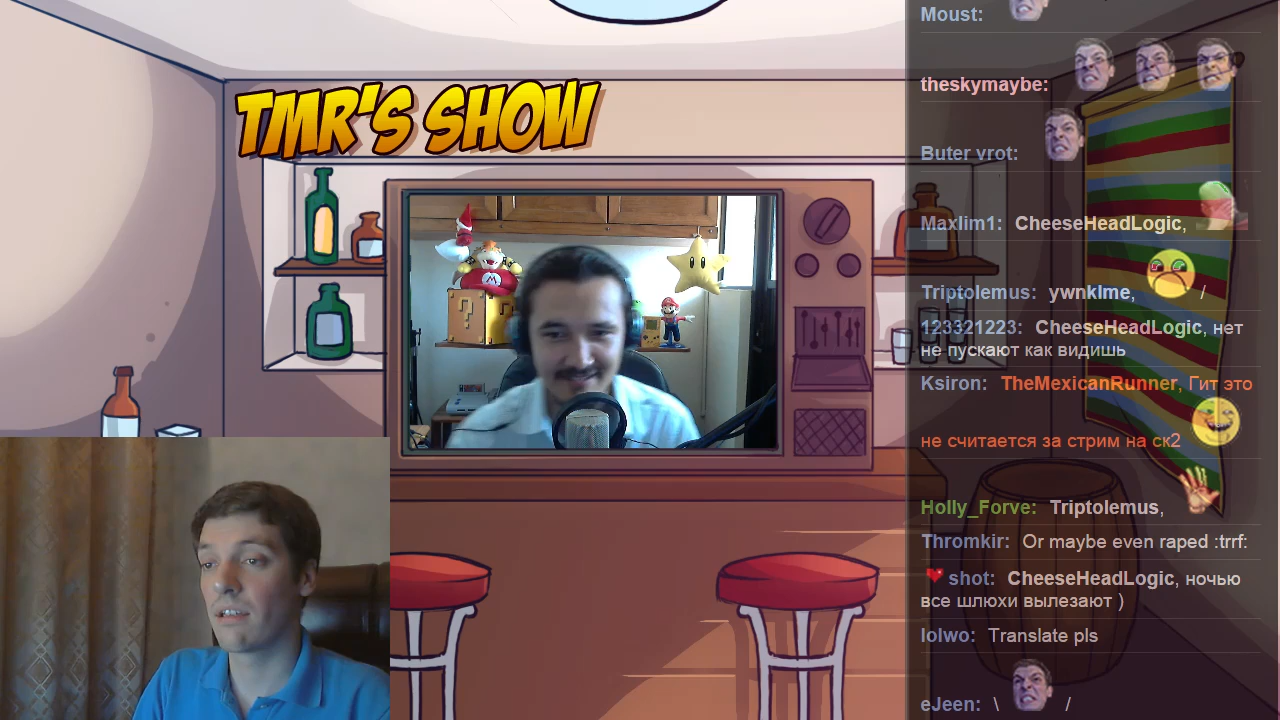 Moust:
TMR'S SHOW
theskymaybe:
Buter vrot:
Maxlim1: CheeseHeadLogic,
Triptolemus: ywnklme, /
123321223: CheeseHeadLogic, нет
не пускают как видишь
Ksiron: TheMexicanRunner, Гит это
не считается за стрим на ск2
Holly_Forve: Triptolemus,
Thromkir: Or maybe even raped :trrf:
shot: CheeseHeadLogic, ночью
все шлюхи вылезают )
lolwo: Translate pls
eJeen: \ /
?
M